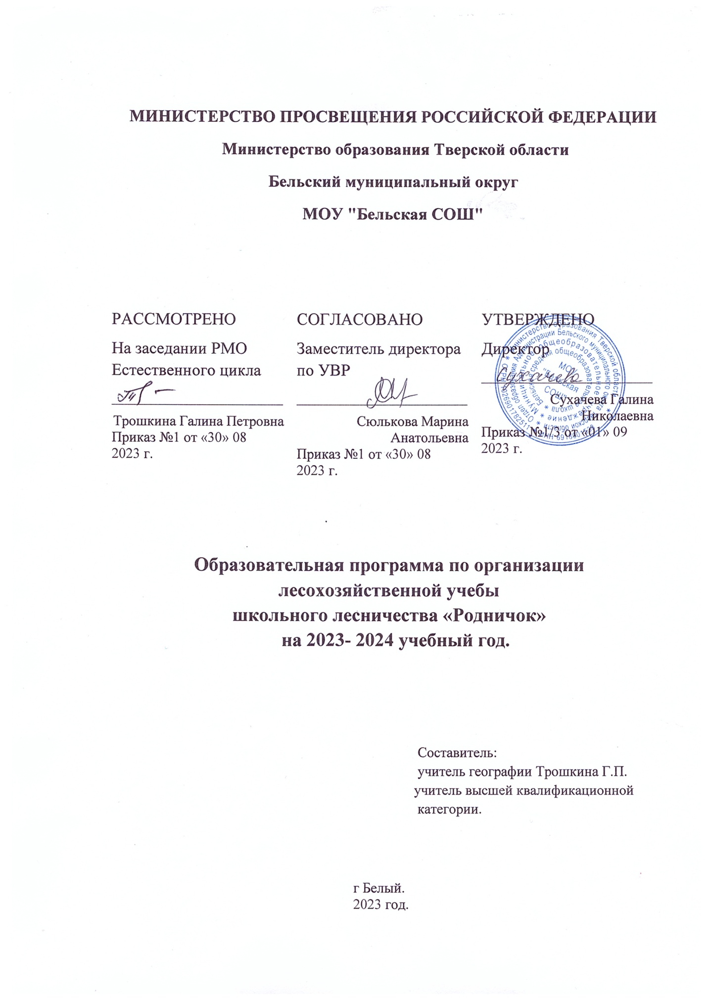 МИНИСТЕРСТВО ПРОСВЕЩЕНИЯ РОССИЙСКОЙ ФЕДЕРАЦИИ
Министерство образования Тверской области
Бельский муниципальный округ
МОУ "Бельская СОШ"
РАССМОТРЕНО
На заседании РМО
Естественного цикла
Трошкина Галина Петровна
Приказ №1 от «30» 08
2023 г.
СОГЛАСОВАНО
Заместитель директора
по УВР
Сюлькова Марина
Анатольевна
Приказ №1 от «30» 08
2023 г.
УТВЕРЖДЕНО
Директор
Сухачева
Сухачева Галина
Николаевна
Приказ №1/3 от «01» 09
2023 г.
МОУ
"Бельская
СОШ"
Образовательная программа по организации
лесохозяйственной учебы
школьного лесничества «Родничок»
на 2023- 2024 учебный год.
Составитель:
учитель географии Трошкина Г.П.
учитель высшей квалификационной
категории.
г Белый.
2023 год.